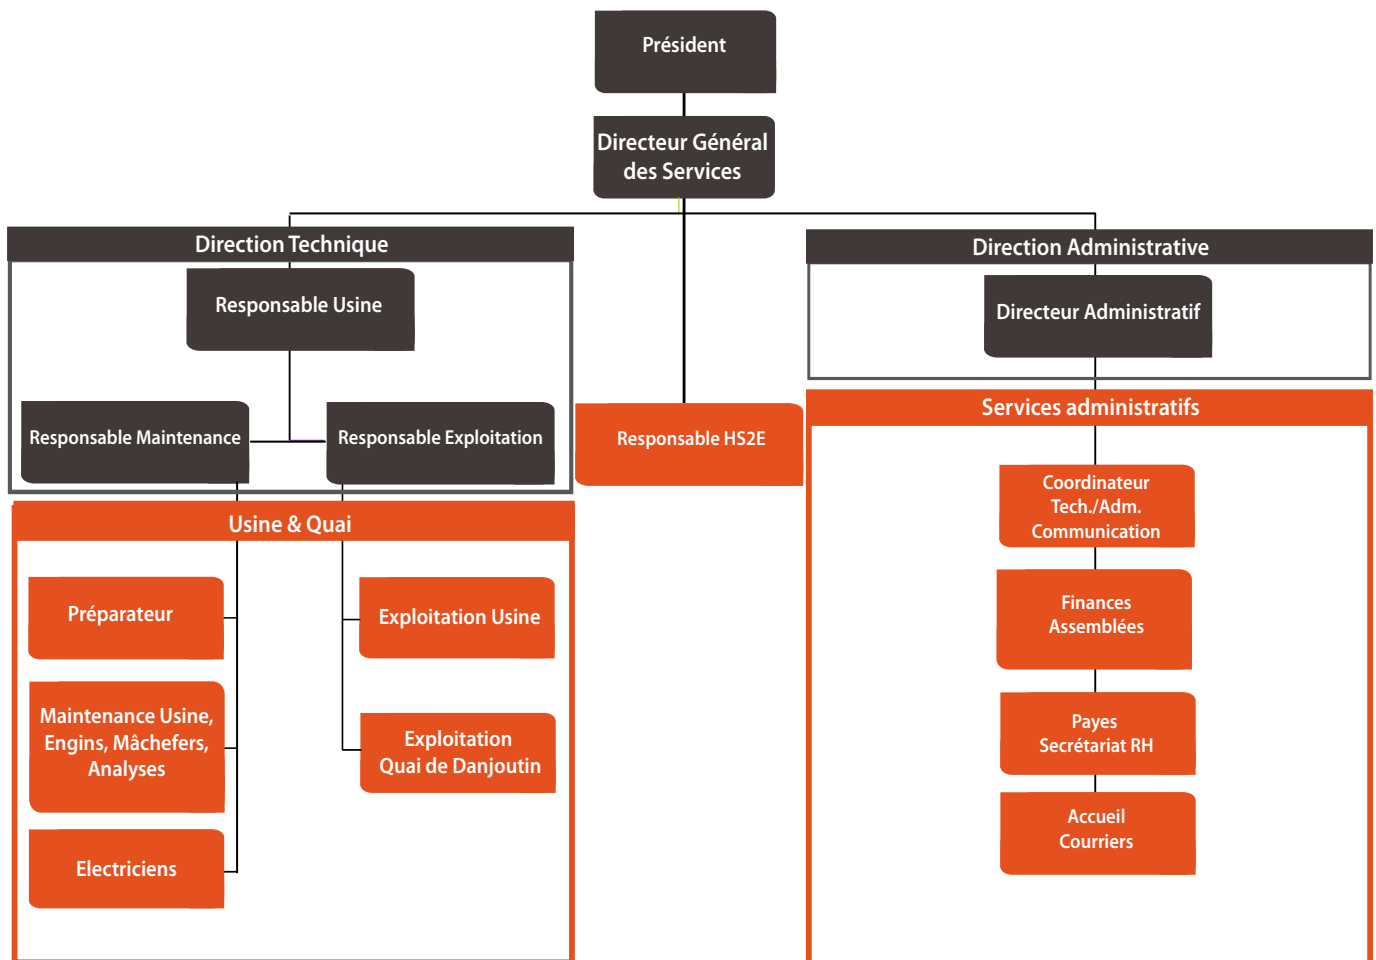 Président
Directeur Général
des Services
Direction Technique
Responsable Usine
Responsable Maintenance
Responsable Exploitation
Responsable HS2E
Direction Administrative
Directeur Administratif
Usine & Quai
Préparateur
Maintenance Usine,
Engins, Mâchefers,
Analyses
Electriciens
Exploitation Usine
Exploitation
Quai de Danjoutin
Services administratifs
Coordinateur
Tech./Adm.
Communication
Finances
Assemblées
Payes
Secrétariat RH
Accueil
Courriers